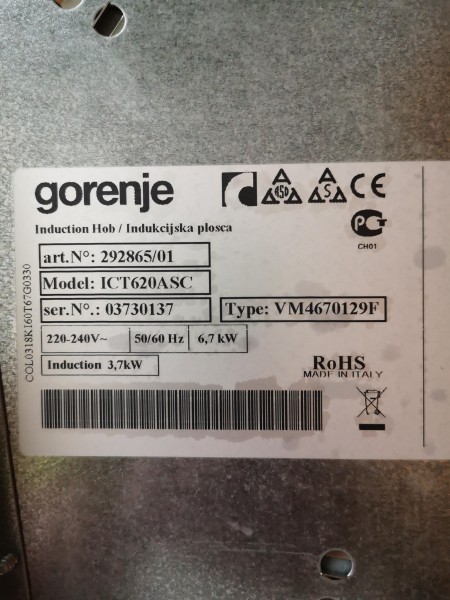 gorenje
Induction Hob / Indukcijska plosca
CE
CH01
art.N°: 292865/01
Model: ICT620ASC
ser.N°.: 03730137
Type: VM4670129F
220-240V~ 50/60 Hz 6,7 kW
Induction 3,7kW
RoHS
MADE IN ITALY